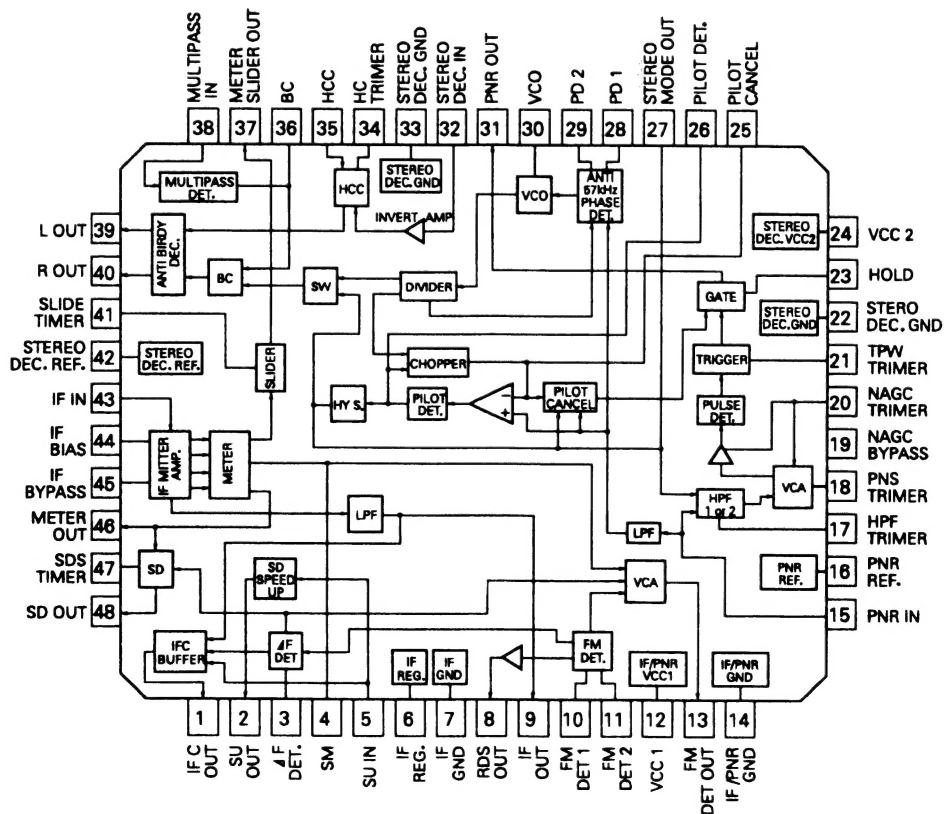 MULTIPASS
IN
METER
SLIDER OUT
BC
HCC
HC
TRIMER
STEREO
DEC. GND
STEREO
DEC. IN
PNR OUT
VCO
PD 2
PD 1
STEREO
MODE OUT
PILOT DET.
PILOT
CANCEL
38
37
36
35
34
33
32
31
30
29
28
27
26
25
MULTIPASS
DET.
HCC
STEREO
DEC. GND
INVERT AMP.
VCO
ANTI
57kHz
PHASE
DET.
L OUT
39
R OUT
40
SLIDE
TIMER
41
STEREO
DEC. REF.
42
IF IN
43
IF
BIAS
44
IF
BYPASS
45
METER
OUT
46
SDS
TIMER
47
SD OUT
48
ANTI BIRDY
DEC.
BC
SW
DIVIDER
STEREO
DEC. REF.
SLIDER
CHOPPER
HY S.
PILOT
DET.
−
+
PILOT
CANCEL
IF MITTER
AMP.
METER
LPF
SD
SD
SPEED
UP
IFC
BUFFER
⊿F
DET
IF
REG.
IF
GND
FM
DET.
VCA
LPF
IF/PNR
VCC1
IF/PNR
GND
STEREO
DEC. VCC2
GATE
STEREO
DEC.GND
TRIGGER
PULSE
DET.
VCA
HPF
1 or 2
PNR
REF.
24
VCC 2
23
HOLD
22
STERO
DEC. GND
21
TPW
TRIMER
20
NAGC
TRIMER
19
NAGC
BYPASS
18
PNS
TRIMER
17
HPF
TRIMER
16
PNR
REF.
15
PNR IN
1
2
3
4
5
6
7
8
9
10
11
12
13
14
IF C
OUT
SU
OUT
⊿F
DET.
SM
SU IN
IF
REG.
IF
GND
RDS
OUT
IF
OUT
FM
DET 1
FM
DET 2
VCC 1
FM
DET OUT
IF /PNR
GND